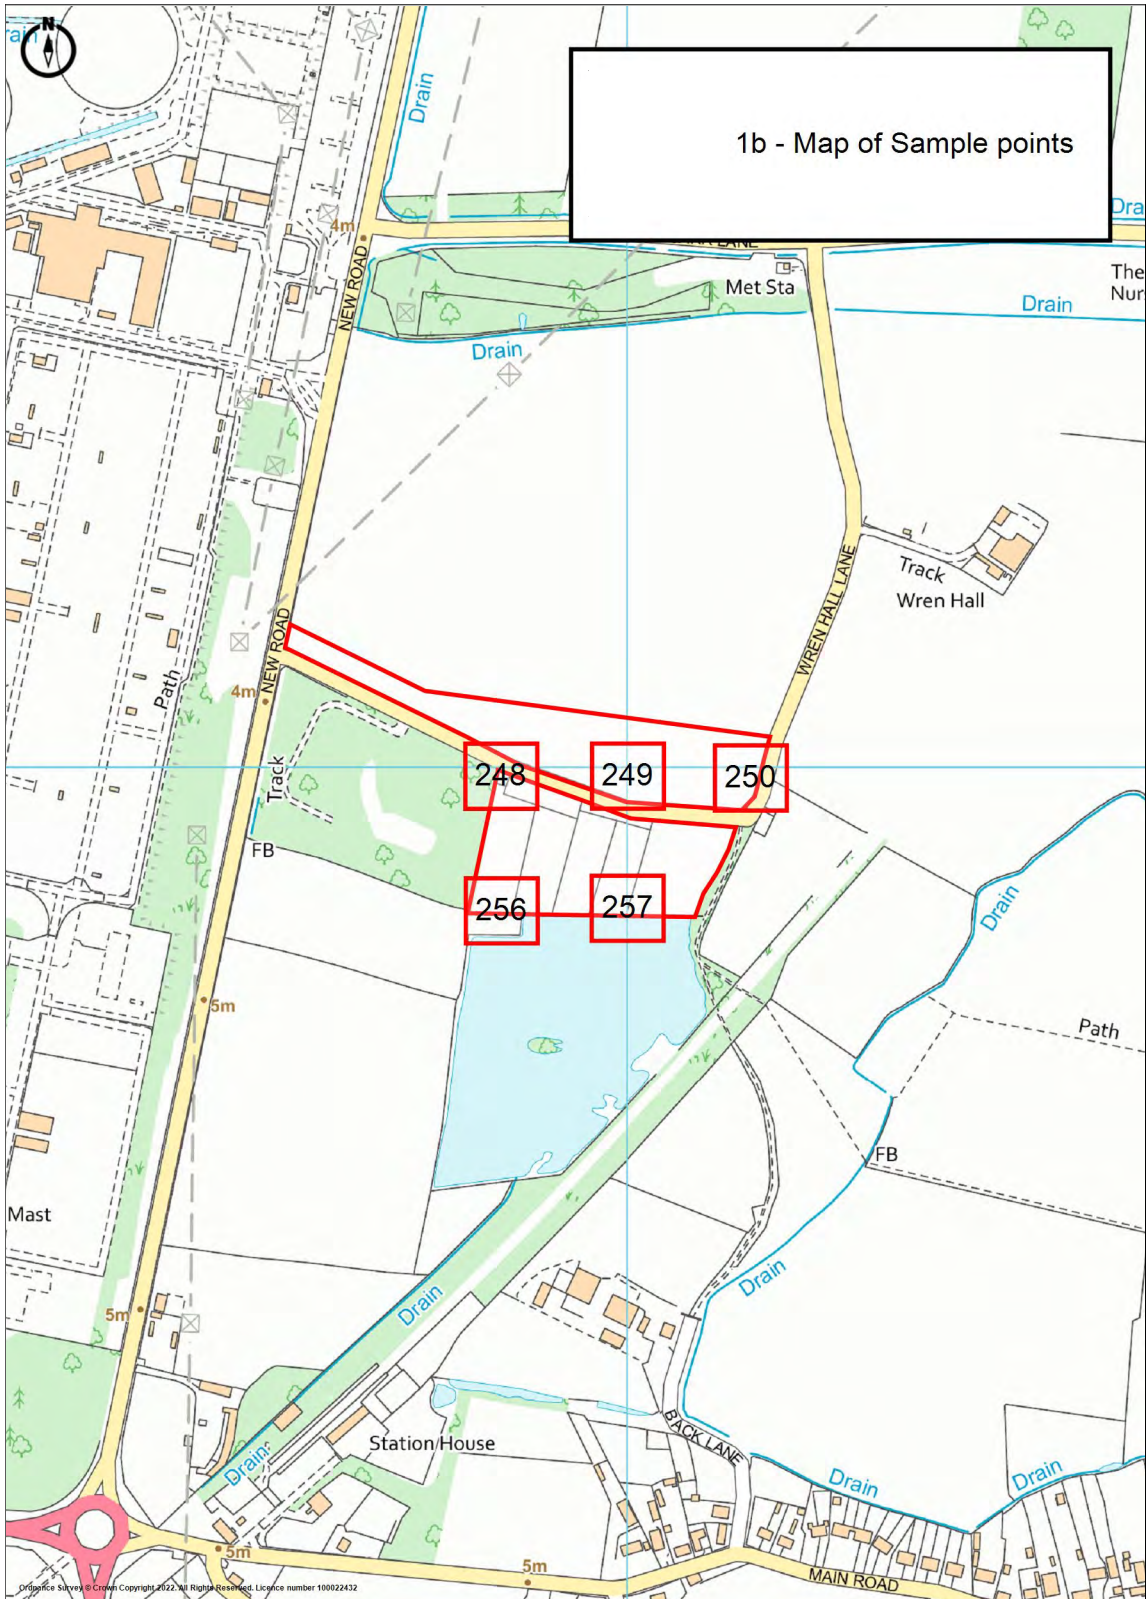 N
rain
Drain
1b - Map of Sample points
Dra
4m
NEW ROAD
LANE
Met Sta
The
Nur
Drain
Drain
Track
Wren Hall
WREN HALL LANE
NEW ROAD
Path
4m
248
249
250
Track
FB
256
257
Drain
5m
Path
FB
Mast
Drain
Drain
5m
Station House
BACK LANE
Drain
Drain
Drain
5m
5m
MAIN ROAD
Ordnance Survey © Crown Copyright 2022. All Rights Reserved. Licence number 100022432